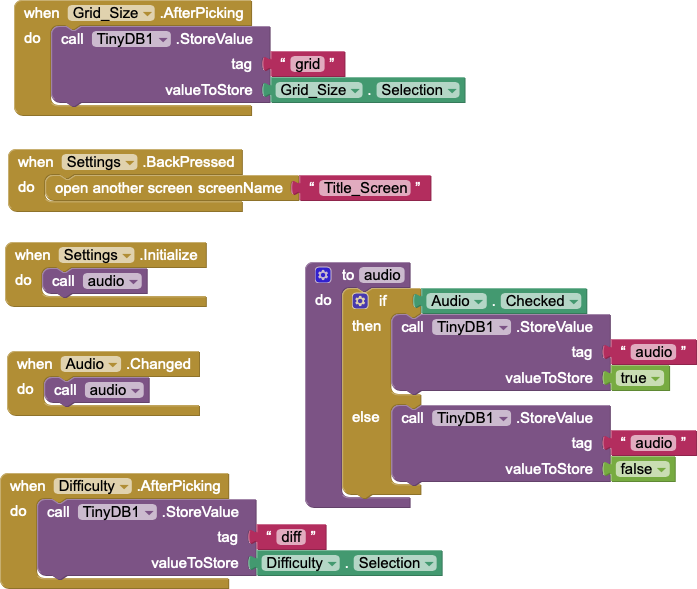 when Grid_Size .AfterPicking
do call TinyDB1 .StoreValue
tag “ grid ”
valueToStore Grid_Size . Selection
when Settings .BackPressed
do open another screen screenName “ Title_Screen ”
when Settings .Initialize
do call audio
when Audio .Changed
do call audio
when Difficulty .AfterPicking
do call TinyDB1 .StoreValue
tag “ diff ”
valueToStore Difficulty . Selection
to audio
do if Audio . Checked
then call TinyDB1 .StoreValue
tag “ audio ”
valueToStore true
else call TinyDB1 .StoreValue
tag “ audio ”
valueToStore false